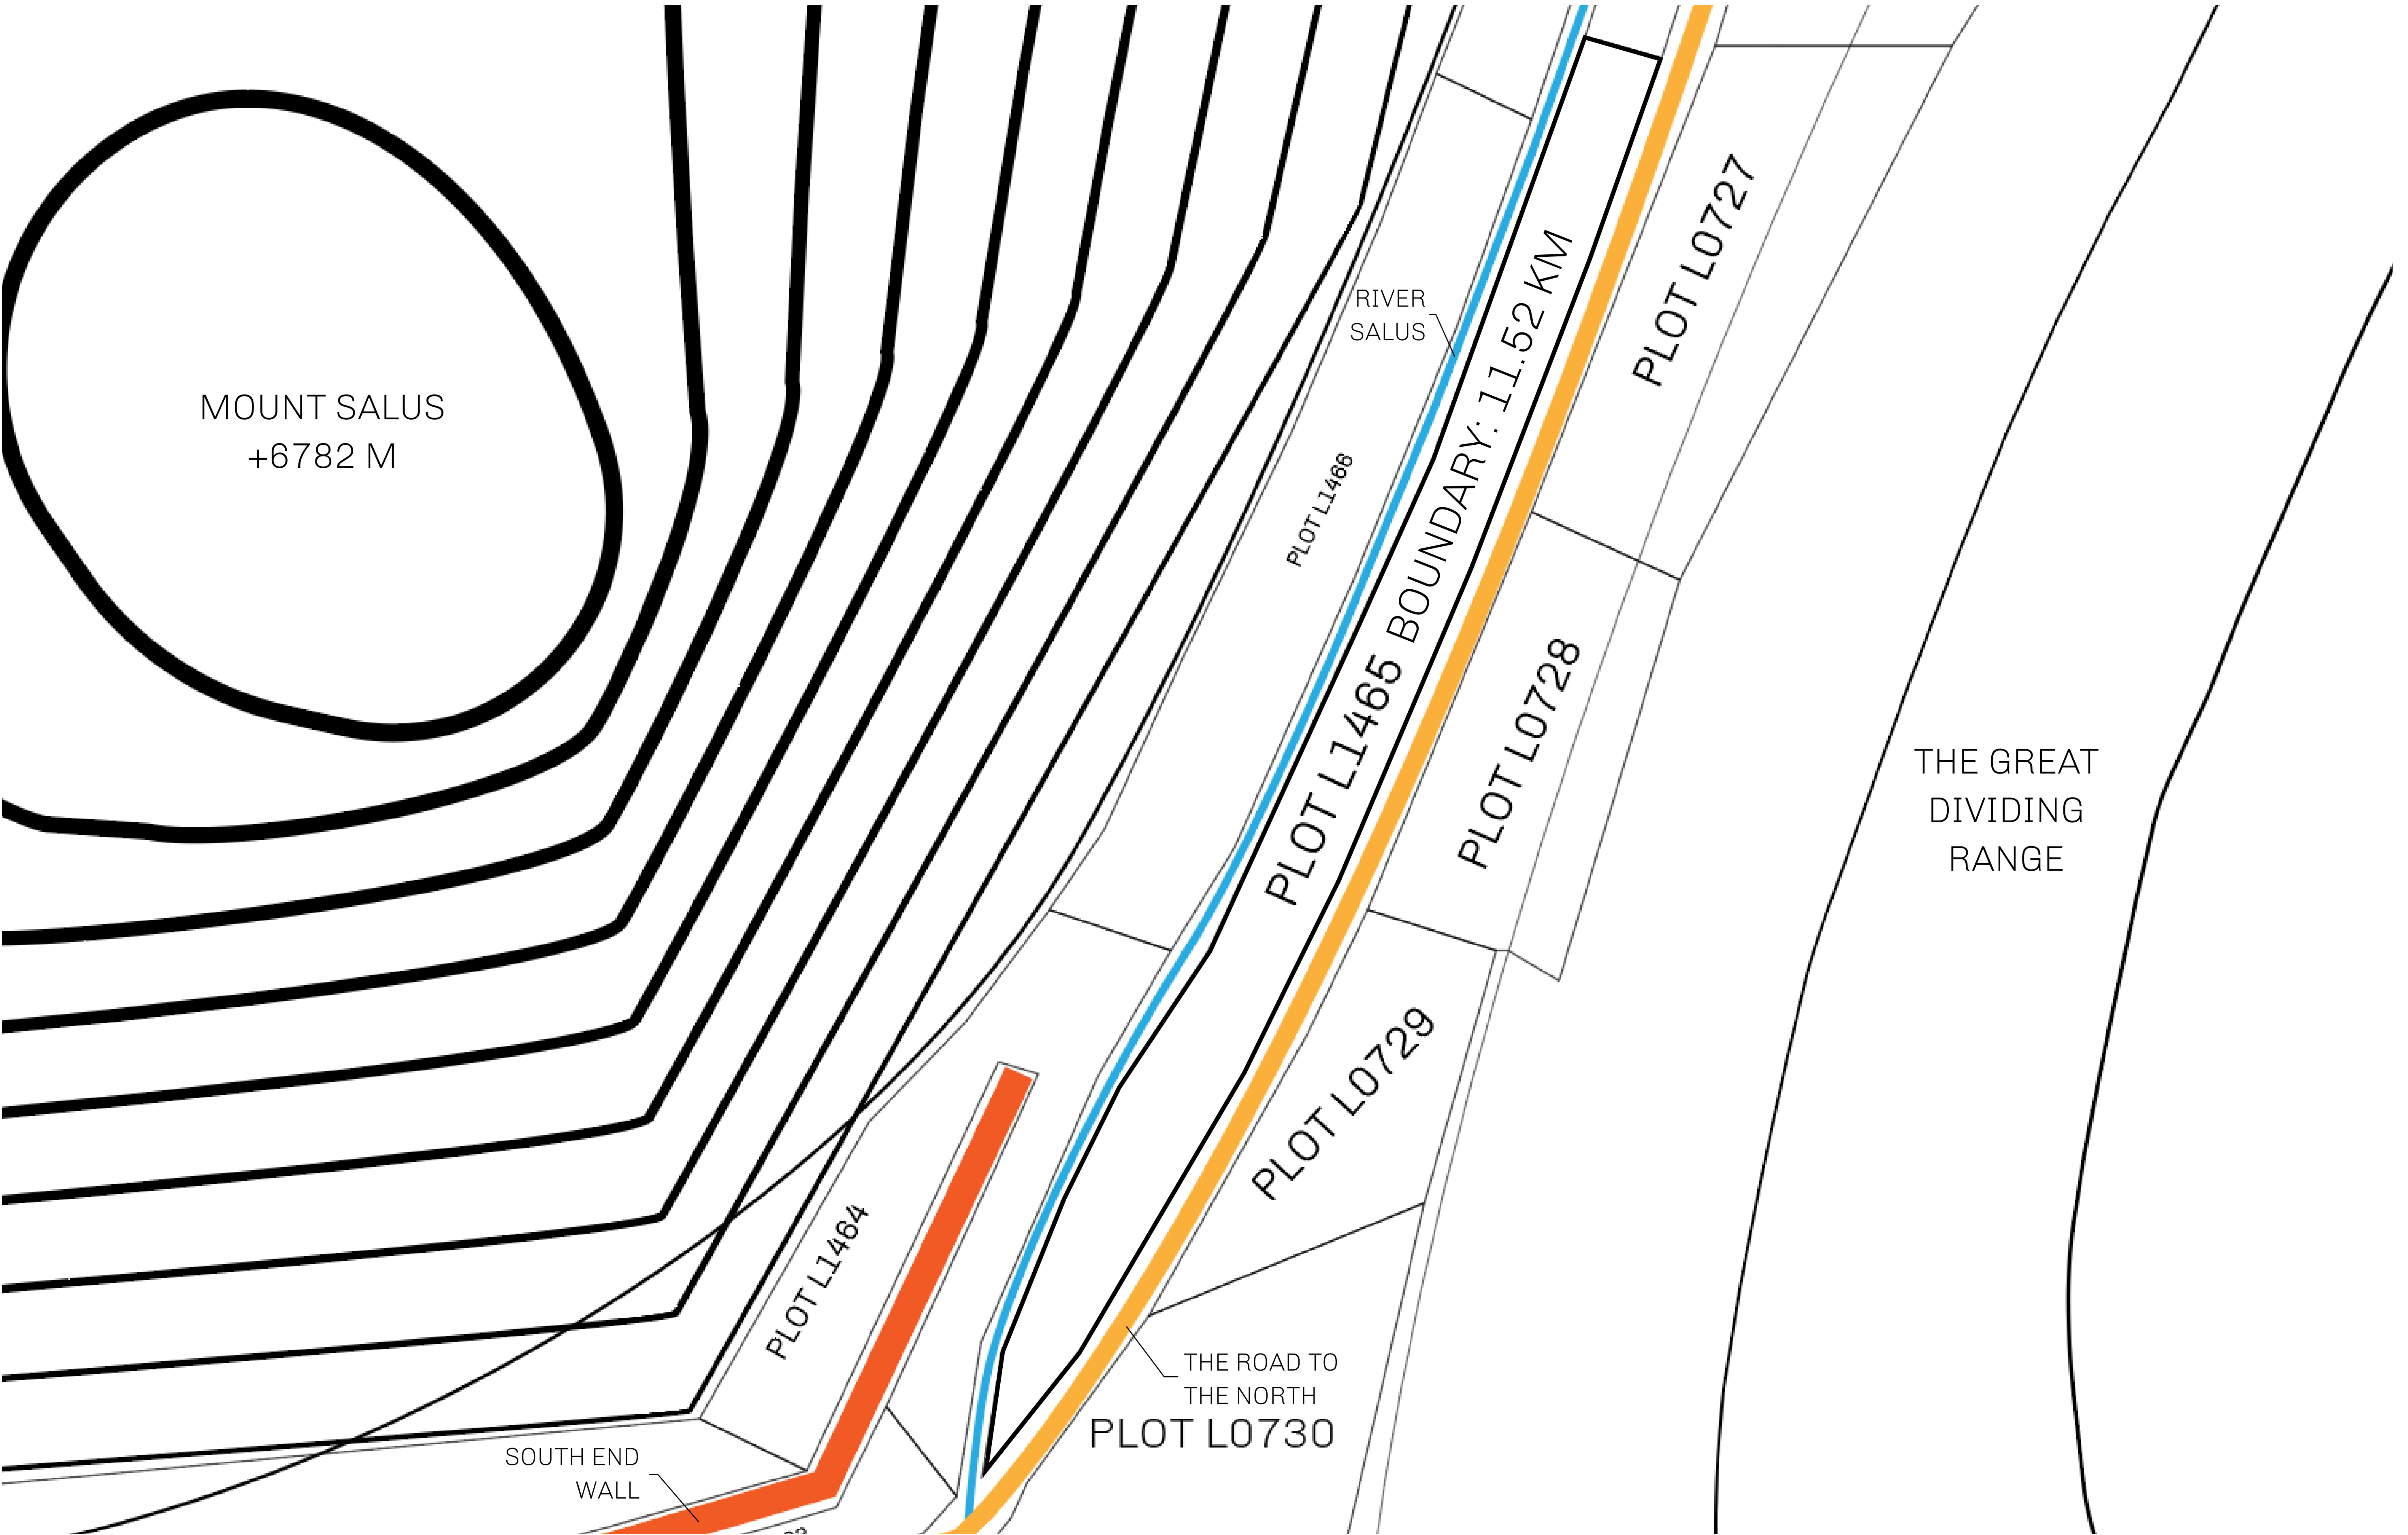 MOUNT SALUS
+6782 M
RIVER
SALUS
PLOT L0727
PLOT L1466
PLOT L1465 BOUNDARY: 11.52 KM
PLOT L0728
THE GREAT
DIVIDING
RANGE
PLOT L0729
PLOT L1464
THE ROAD TO
THE NORTH
PLOT L0730
SOUTH END
WALL